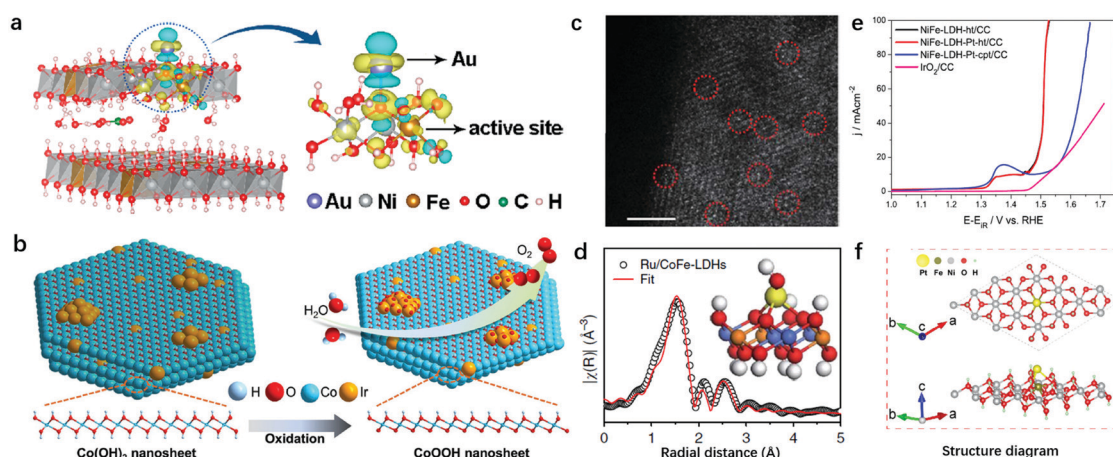 a
Au
active site
Au Ni Fe O C H
b
H₂O
O₂
H O Co Ir
Oxidation
Co(OH)₂ nanosheet
CoOOH nanosheet
c
d
Ru/CoFe-LDHs
Fit
|χ(R)| (Å⁻³)
0 1 2 3 4 5
Radial distance (Å)
e
NiFe-LDH-ht/CC
NiFe-LDH-Pt-ht/CC
NiFe-LDH-Pt-cpt/CC
IrO₂/CC
j / mAcm⁻²
100
80
60
40
20
0
1.0 1.1 1.2 1.3 1.4 1.5 1.6 1.7
E-E_iR / V vs. RHE
f
Pt Fe Ni O H
b c a
c
b a
Structure diagram